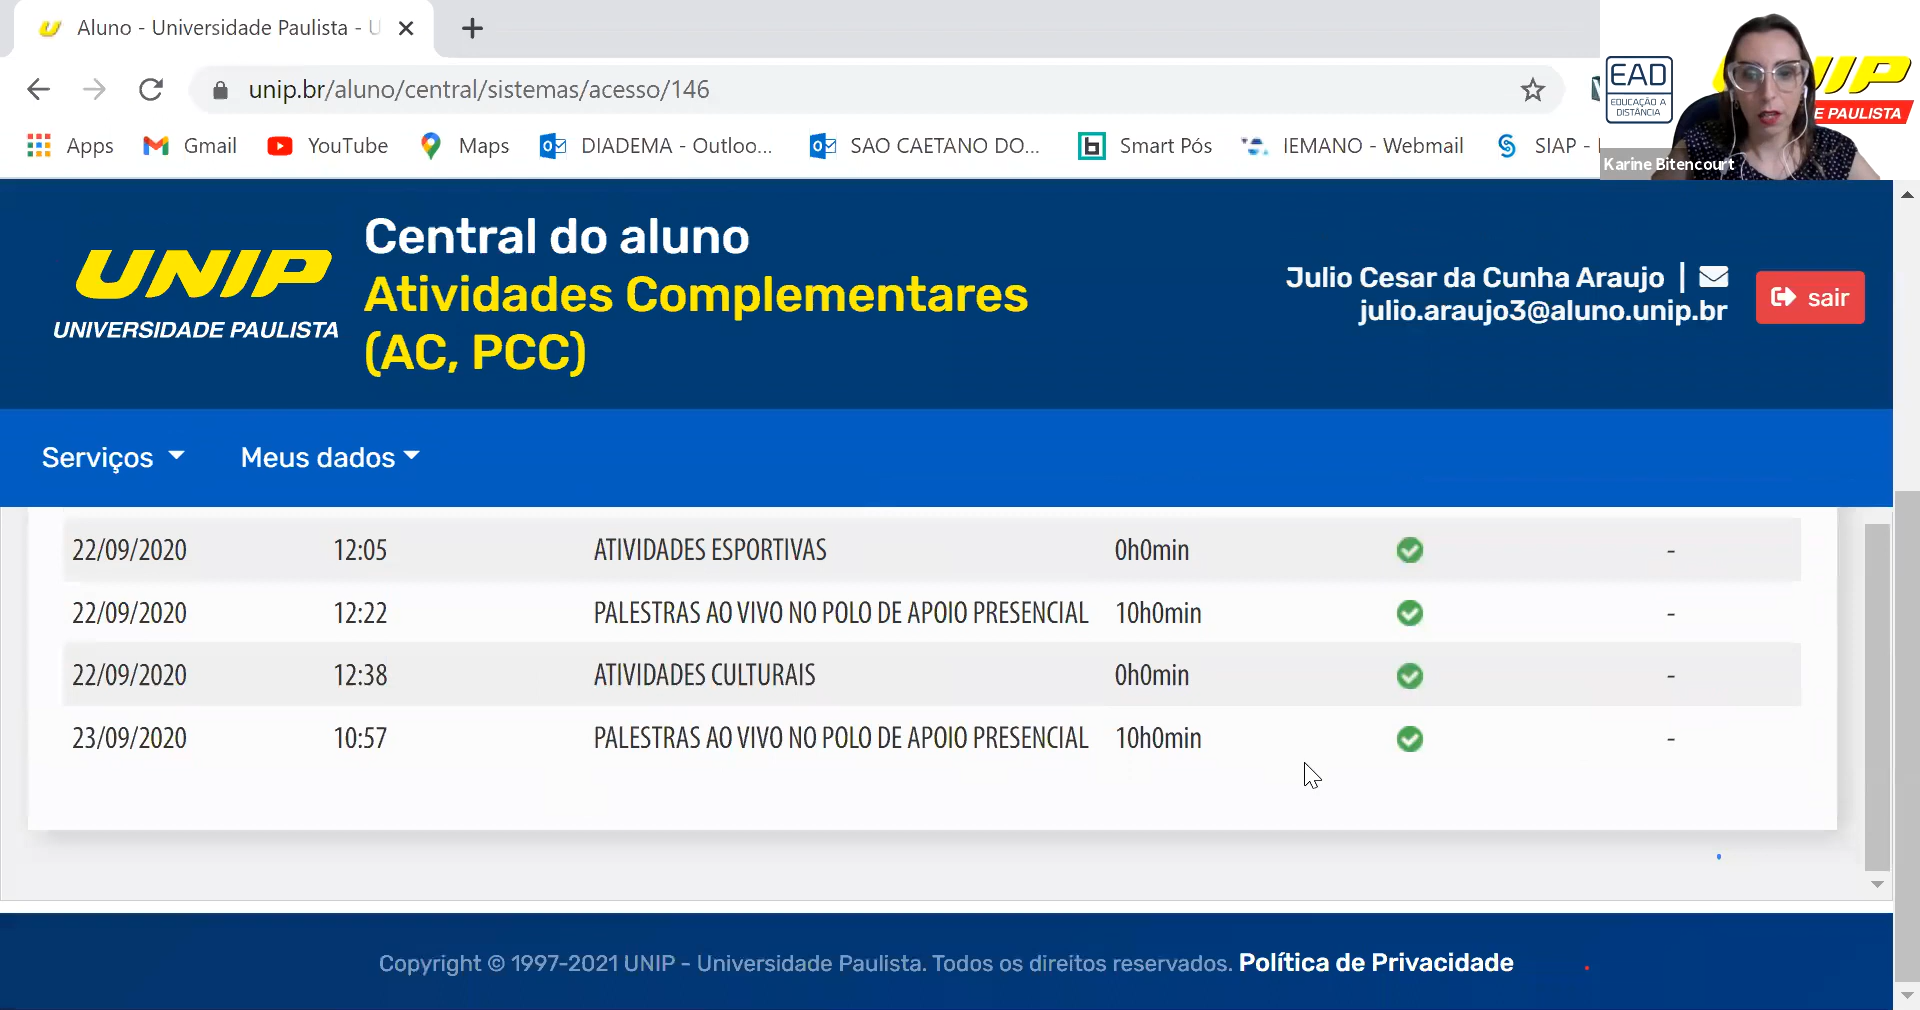 Aluno - Universidade Paulista - U
unip.br/aluno/central/sistemas/acesso/146
Apps
Gmail
YouTube
Maps
DIADEMA - Outloo...
SAO CAETANO DO...
Smart Pós
IEMANO - Webmail
SIAP -
EAD
EDUCAÇÃO A
DISTÂNCIA
UNIP
E PAULISTA
Karine Bitencourt
UNIP
UNIVERSIDADE PAULISTA
Central do aluno
Atividades Complementares
(AC, PCC)
Julio Cesar da Cunha Araujo |
julio.araujo3@aluno.unip.br
sair
Serviços
Meus dados
22/09/2020 12:05 ATIVIDADES ESPORTIVAS 0h0min -
22/09/2020 12:22 PALESTRAS AO VIVO NO POLO DE APOIO PRESENCIAL 10h0min -
22/09/2020 12:38 ATIVIDADES CULTURAIS 0h0min -
23/09/2020 10:57 PALESTRAS AO VIVO NO POLO DE APOIO PRESENCIAL 10h0min -
Copyright © 1997-2021 UNIP - Universidade Paulista. Todos os direitos reservados. Política de Privacidade